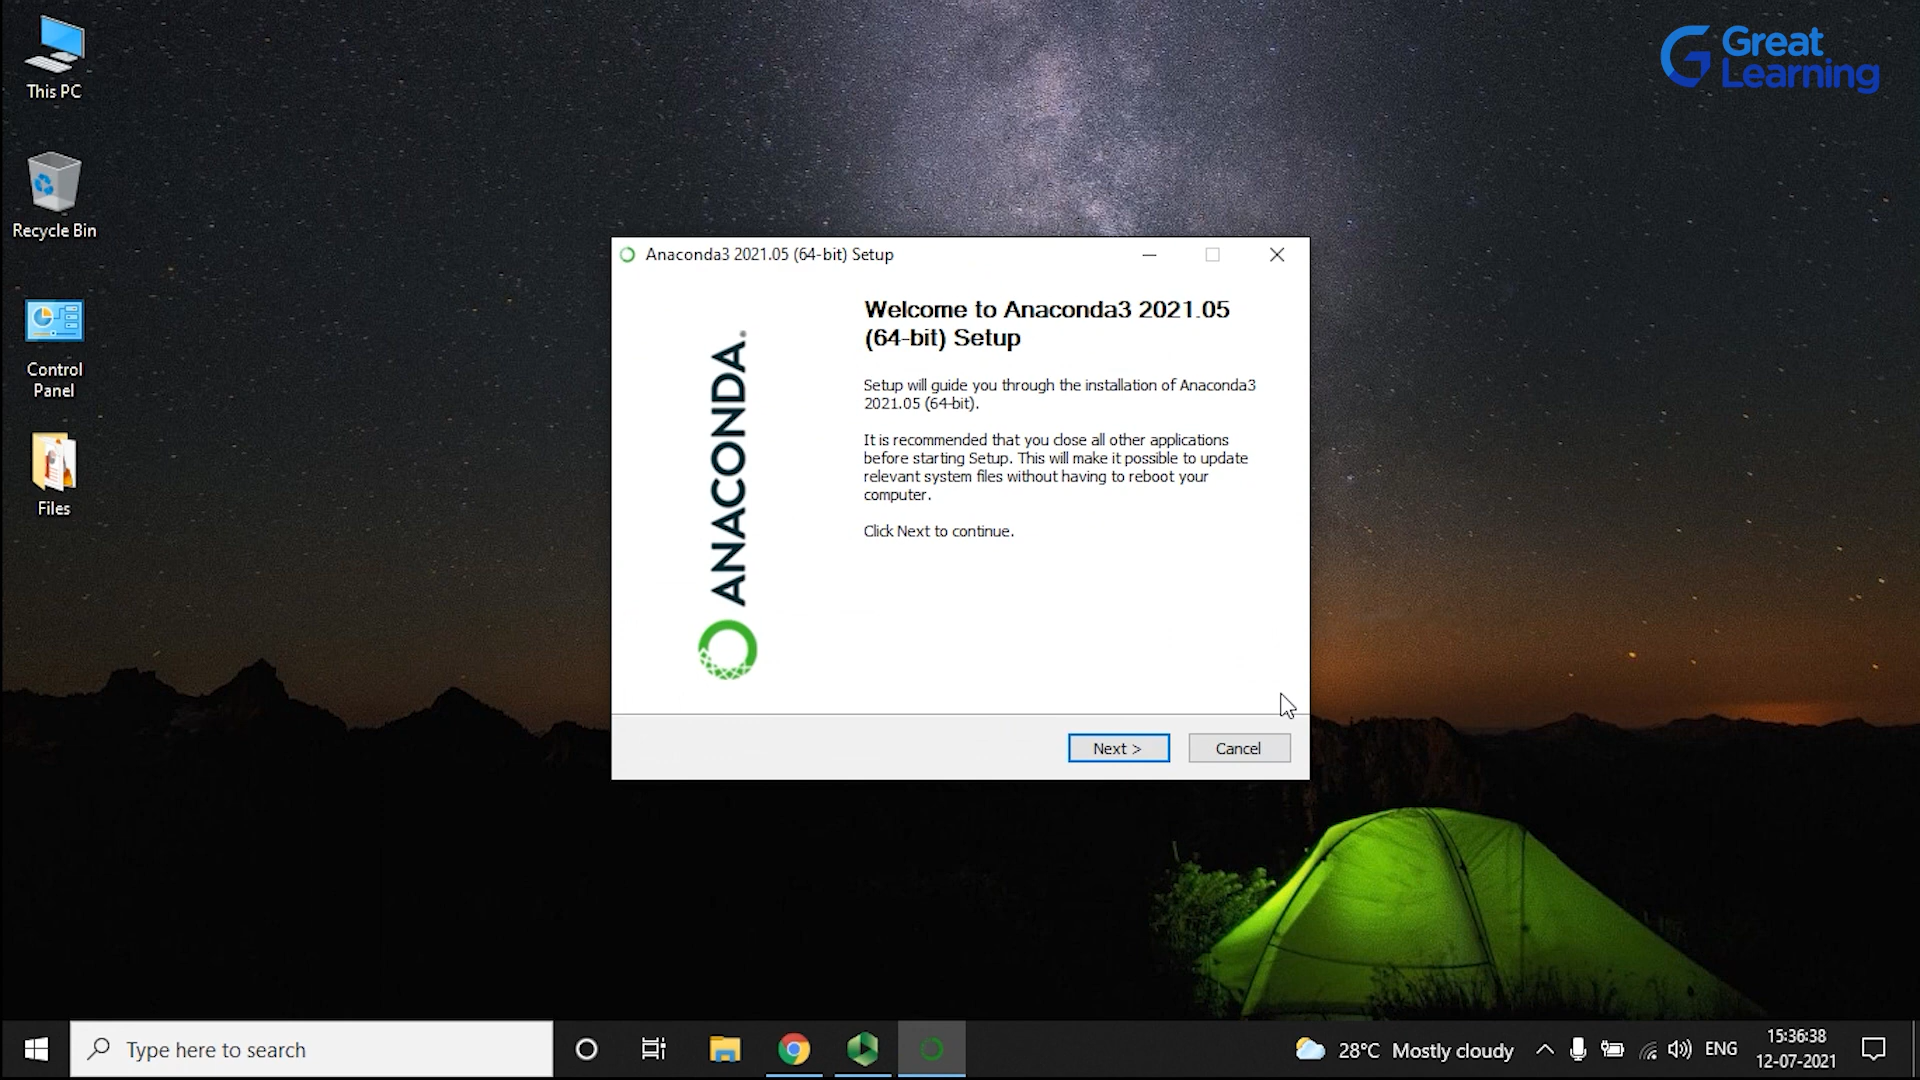 This PC
Recycle Bin
Control
Panel
Files
Great
Learning
Anaconda3 2021.05 (64-bit) Setup
ANACONDA.
Welcome to Anaconda3 2021.05
(64-bit) Setup
Setup will guide you through the installation of Anaconda3
2021.05 (64-bit).
It is recommended that you close all other applications
before starting Setup. This will make it possible to update
relevant system files without having to reboot your
computer.
Click Next to continue.
Next >
Cancel
Type here to search
28°C Mostly cloudy
ENG
15:36:38
12-07-2021